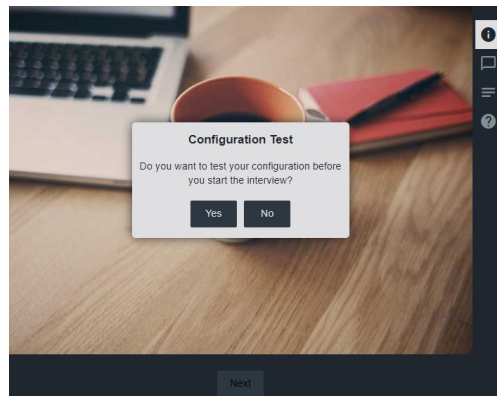 Configuration Test
Do you want to test your configuration before
you start the interview?
Yes No
Next